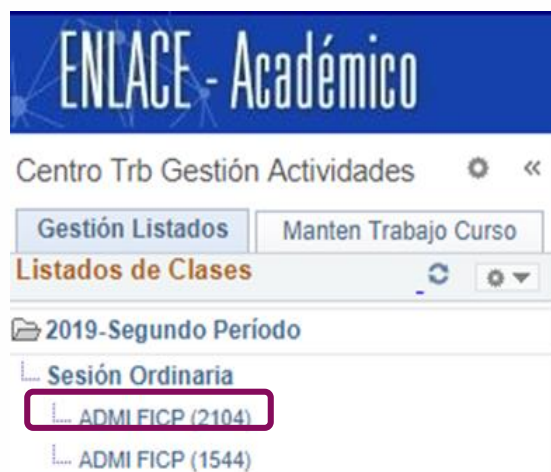 ENLACE - Académico
Centro Trb Gestión Actividades
Gestión Listados Manten Trabajo Curso
Listados de Clases
2019-Segundo Período
Sesión Ordinaria
ADMI FICP (2104)
ADMI FICP (1544)